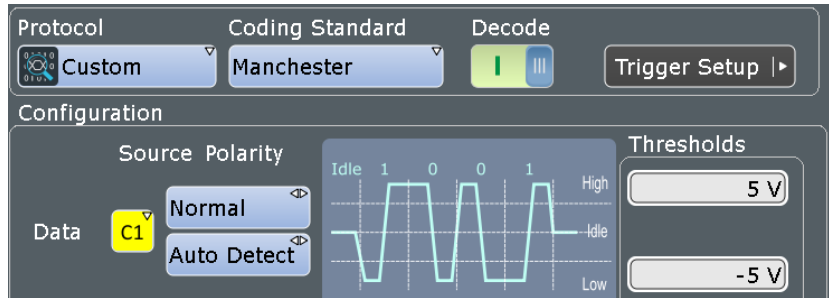 Protocol Coding Standard Decode
Custom Manchester I Trigger Setup
Configuration
Source Polarity Thresholds
Idle 1 0 0 1
High
Normal 5 V
Data C1 Idle
Auto Detect
Low -5 V